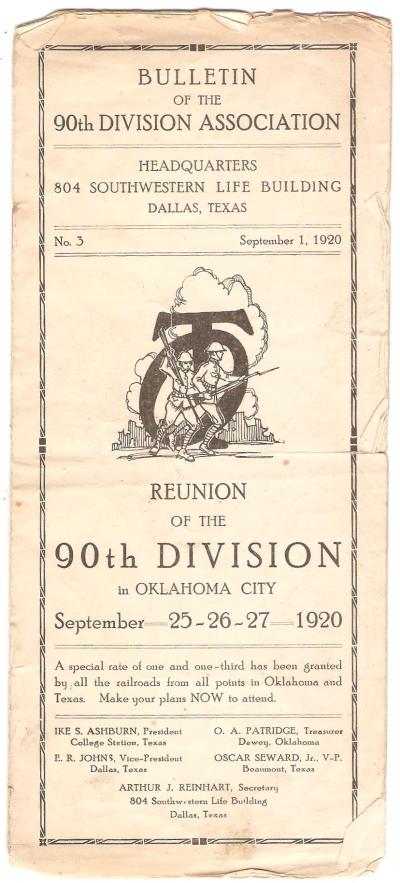 BULLETIN
OF THE
90th DIVISION ASSOCIATION
HEADQUARTERS
804 SOUTHWESTERN LIFE BUILDING
DALLAS, TEXAS
No. 3 September 1, 1920
TO
REUNION
OF THE
90th DIVISION
in OKLAHOMA CITY
September—25-26-27—1920
A special rate of one and one-third has been granted
by all the railroads from all points in Oklahoma and
Texas. Make your plans NOW to attend.
IKE S. ASHBURN, President
College Station, Texas
O. A. PATRIDGE, Treasurer
Dewey, Oklahoma
E. R. JOHNS, Vice-President
Dallas, Texas
OSCAR SEWARD, Jr., V-P.
Beaumont, Texas
ARTHUR J. REINHART, Secretary
804 Southwestern Life Building
Dallas, Texas